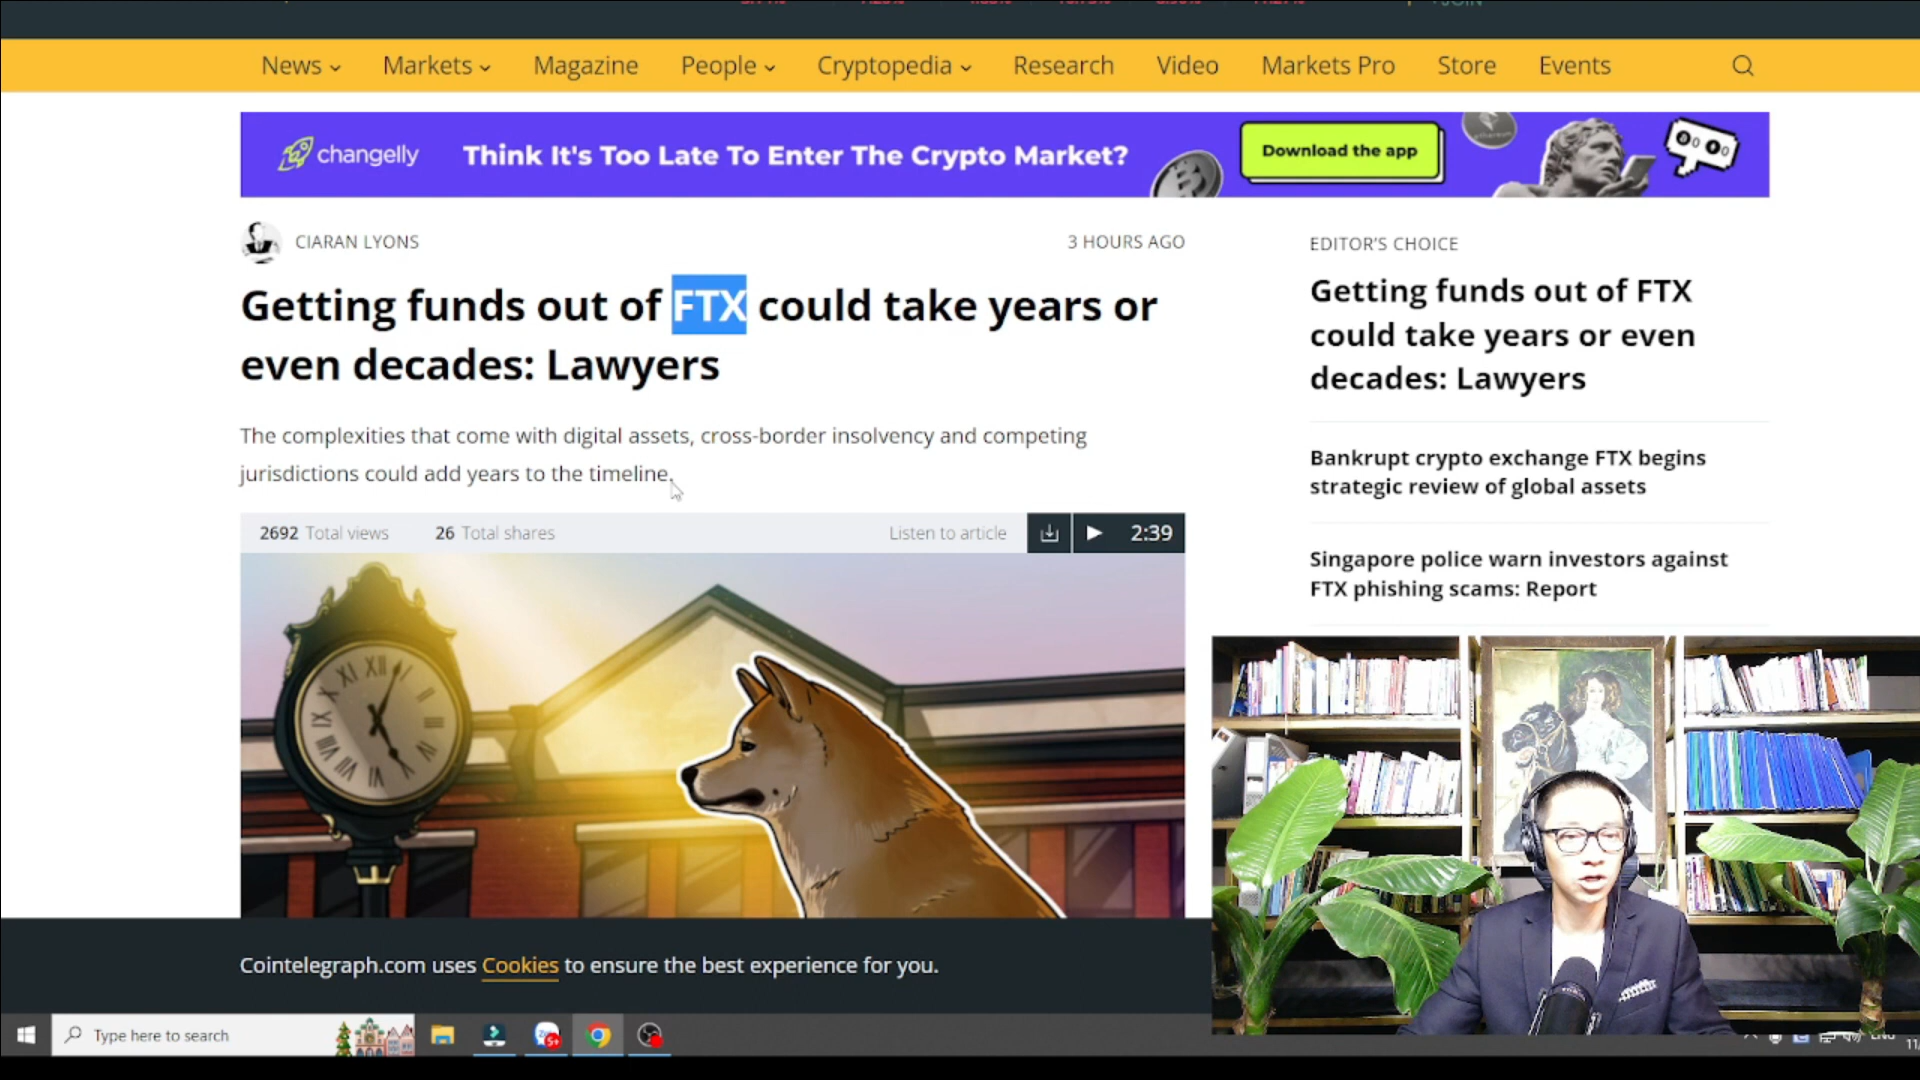 JOIN
News Markets Magazine People Cryptopedia Research Video Markets Pro Store Events
changelly Think It's Too Late To Enter The Crypto Market? Download the app
CIARAN LYONS 3 HOURS AGO
Getting funds out of FTX could take years or
even decades: Lawyers
The complexities that come with digital assets, cross-border insolvency and competing
jurisdictions could add years to the timeline.
2692 Total views 26 Total shares Listen to article 2:39
XII
EDITOR'S CHOICE
Getting funds out of FTX
could take years or even
decades: Lawyers
Bankrupt crypto exchange FTX begins
strategic review of global assets
Singapore police warn investors against
FTX phishing scams: Report
Cointelegraph.com uses Cookies to ensure the best experience for you.
Type here to search
5+
ENG
11/